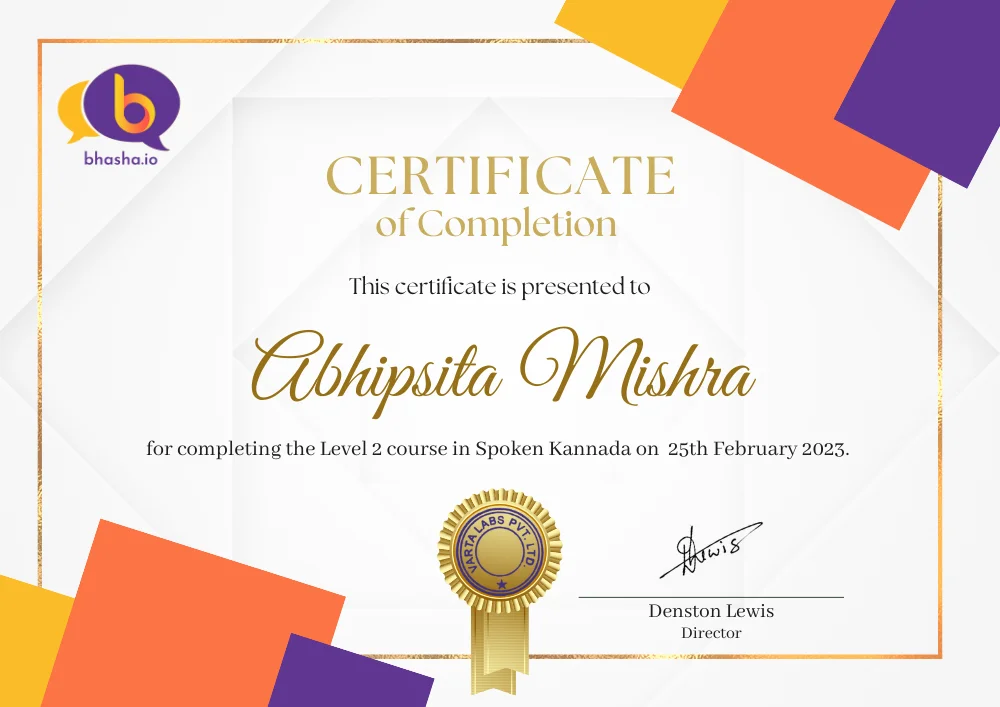 b
bhasha.io
CERTIFICATE
of Completion
This certificate is presented to
Abhipsita Mishra
for completing the Level 2 course in Spoken Kannada on 25th February 2023.
VARTA LABS PVT. LTD.
DLewis
Denston Lewis
Director